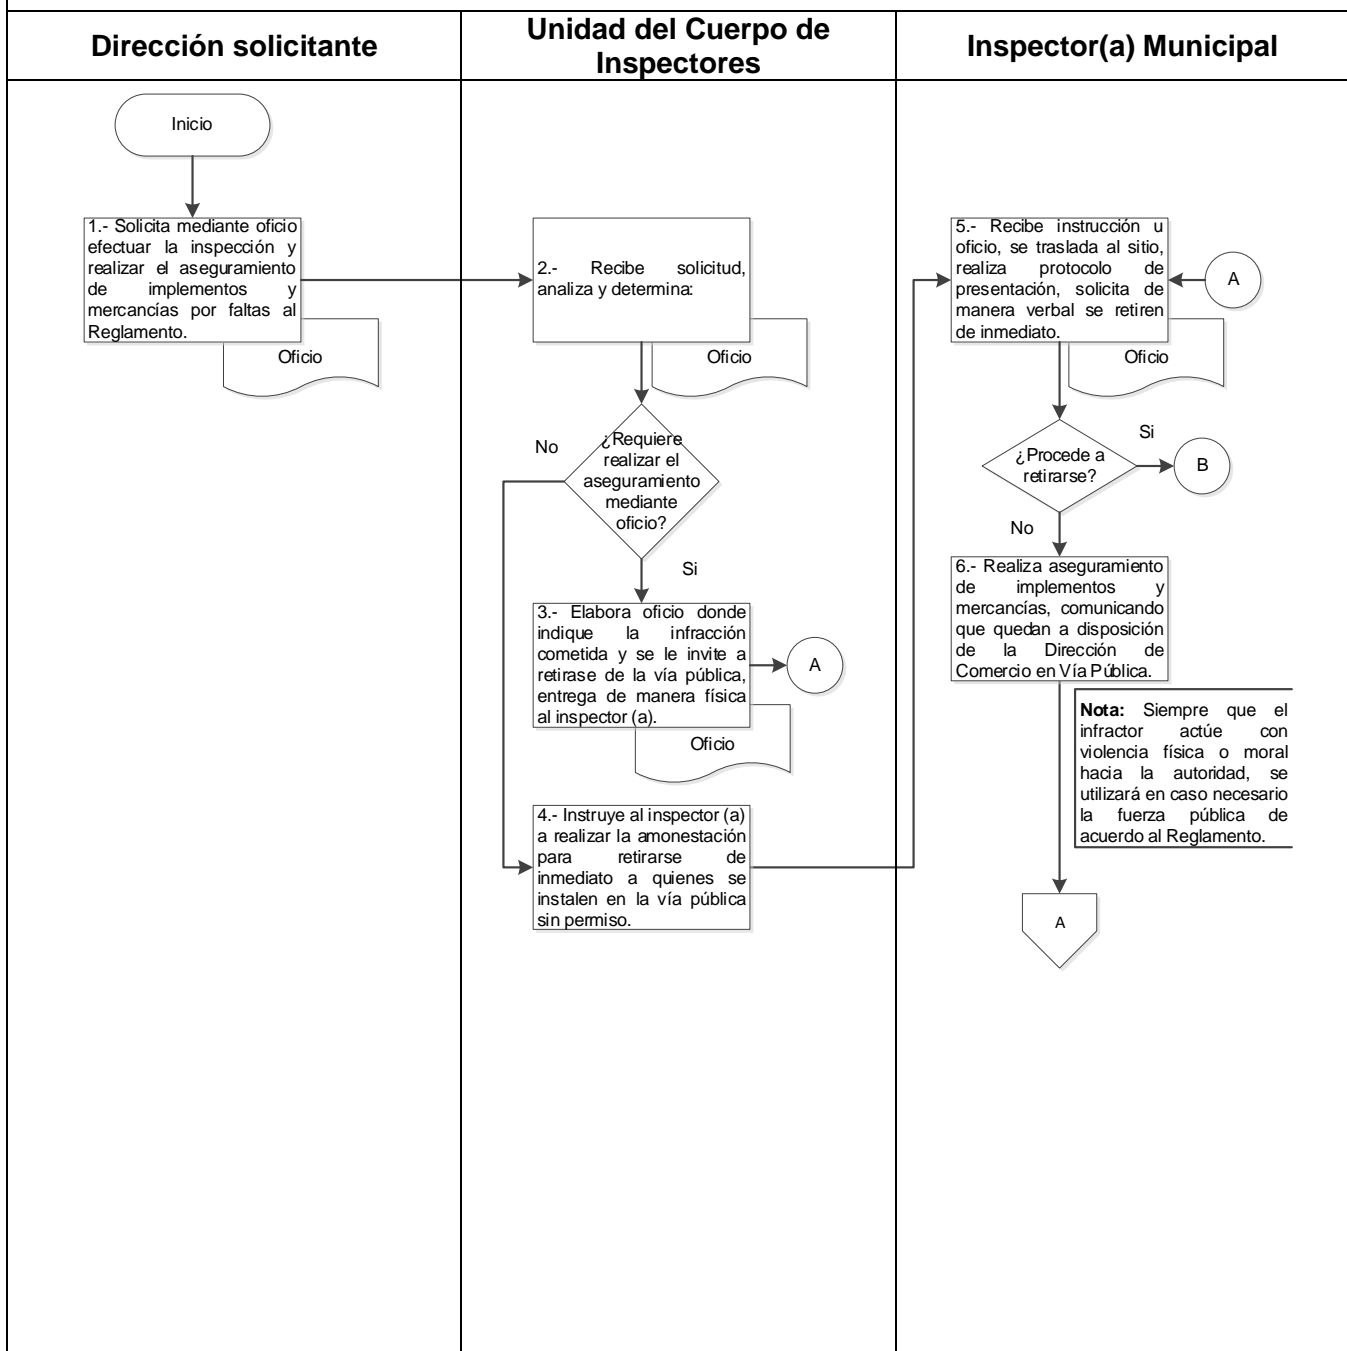 Dirección solicitante
Unidad del Cuerpo de
Inspectores
Inspector(a) Municipal
Inicio
1.- Solicita mediante oficio
efectuar la inspección y
realizar el aseguramiento
de implementos y
mercancías por faltas al
Reglamento.
Oficio
2.- Recibe solicitud,
analiza y determina:
Oficio
¿Requiere
realizar el
aseguramiento
mediante
oficio?
No
Si
3.- Elabora oficio donde
indique la infracción
cometida y se le invite a
retirase de la vía pública,
entrega de manera física
al inspector (a).
A
Oficio
4.- Instruye al inspector (a)
a realizar la amonestación
para retirarse de
inmediato a quienes se
instalen en la vía pública
sin permiso.
5.- Recibe instrucción u
oficio, se traslada al sitio,
realiza protocolo de
presentación, solicita de
manera verbal se retiren
de inmediato.
A
Oficio
¿Procede a
retirarse?
Si
B
No
6.- Realiza aseguramiento
de implementos y
mercancías, comunicando
que quedan a disposición
de la Dirección de
Comercio en Vía Pública.
Nota: Siempre que el
infractor actúe con
violencia física o moral
hacia la autoridad, se
utilizará en caso necesario
la fuerza pública de
acuerdo al Reglamento.
A